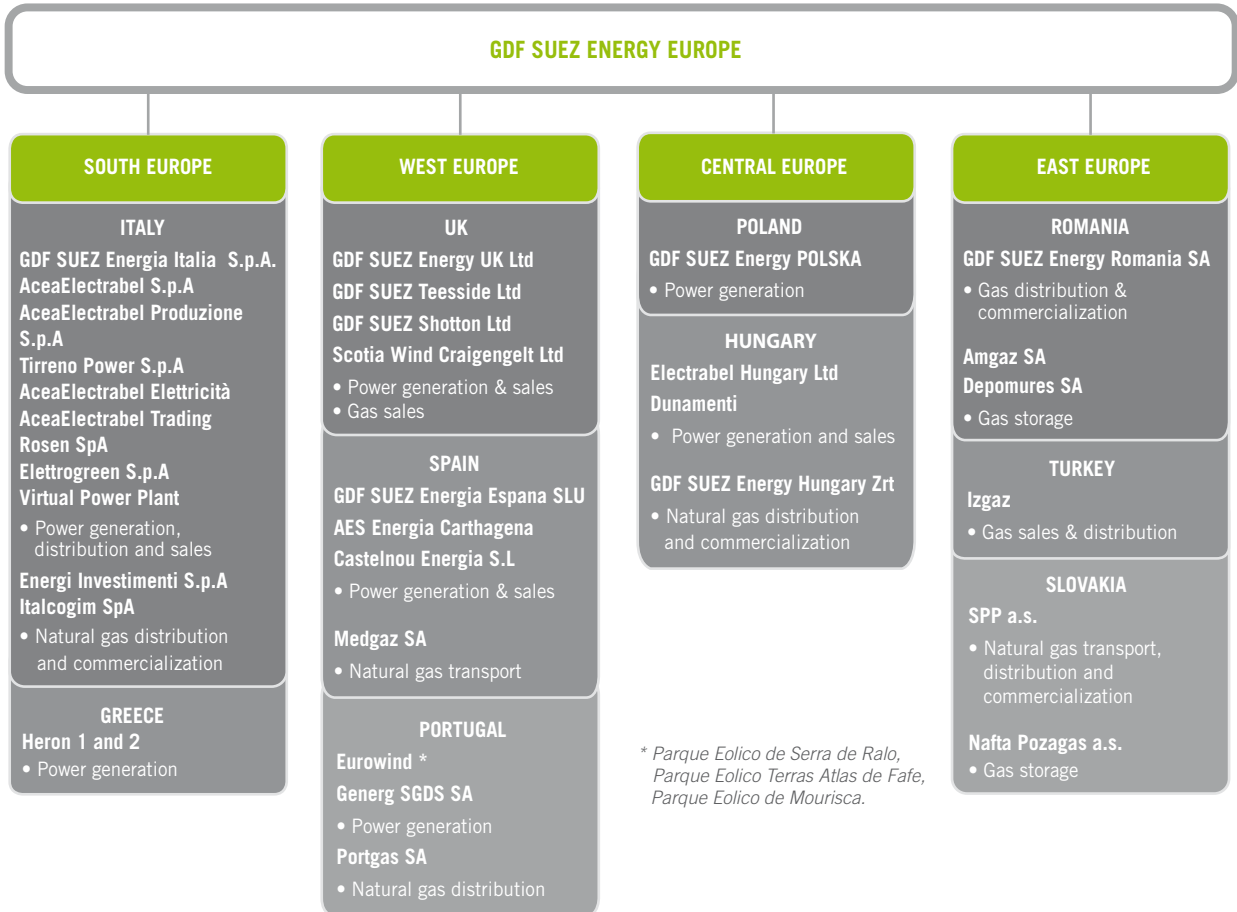 GDF SUEZ ENERGY EUROPE
SOUTH EUROPE
ITALY
GDF SUEZ Energia Italia S.p.A.
AceaElectrabel S.p.A
AceaElectrabel Produzione
S.p.A
Tirreno Power S.p.A
AceaElectrabel Elettricità
AceaElectrabel Trading
Rosen SpA
Elettrogreen S.p.A
Virtual Power Plant
• Power generation,
distribution and sales
Energi Investimenti S.p.A
Italcogim SpA
• Natural gas distribution
and commercialization
GREECE
Heron 1 and 2
• Power generation
WEST EUROPE
UK
GDF SUEZ Energy UK Ltd
GDF SUEZ Teesside Ltd
GDF SUEZ Shotton Ltd
Scotia Wind Craigengelt Ltd
• Power generation & sales
• Gas sales
SPAIN
GDF SUEZ Energia Espana SLU
AES Energia Carthagena
Castelnou Energia S.L
• Power generation & sales
Medgaz SA
• Natural gas transport
PORTUGAL
Eurowind *
Generg SGDS SA
• Power generation
Portgas SA
• Natural gas distribution
CENTRAL EUROPE
POLAND
GDF SUEZ Energy POLSKA
• Power generation
HUNGARY
Electrabel Hungary Ltd
Dunamenti
• Power generation and sales
GDF SUEZ Energy Hungary Zrt
• Natural gas distribution
and commercialization
EAST EUROPE
ROMANIA
GDF SUEZ Energy Romania SA
• Gas distribution &
commercialization
Amgaz SA
Depomures SA
• Gas storage
TURKEY
Izgaz
• Gas sales & distribution
SLOVAKIA
SPP a.s.
• Natural gas transport,
distribution and
commercialization
Nafta Pozagas a.s.
• Gas storage
* Parque Eolico de Serra de Ralo,
Parque Eolico Terras Atlas de Fafe,
Parque Eolico de Mourisca.